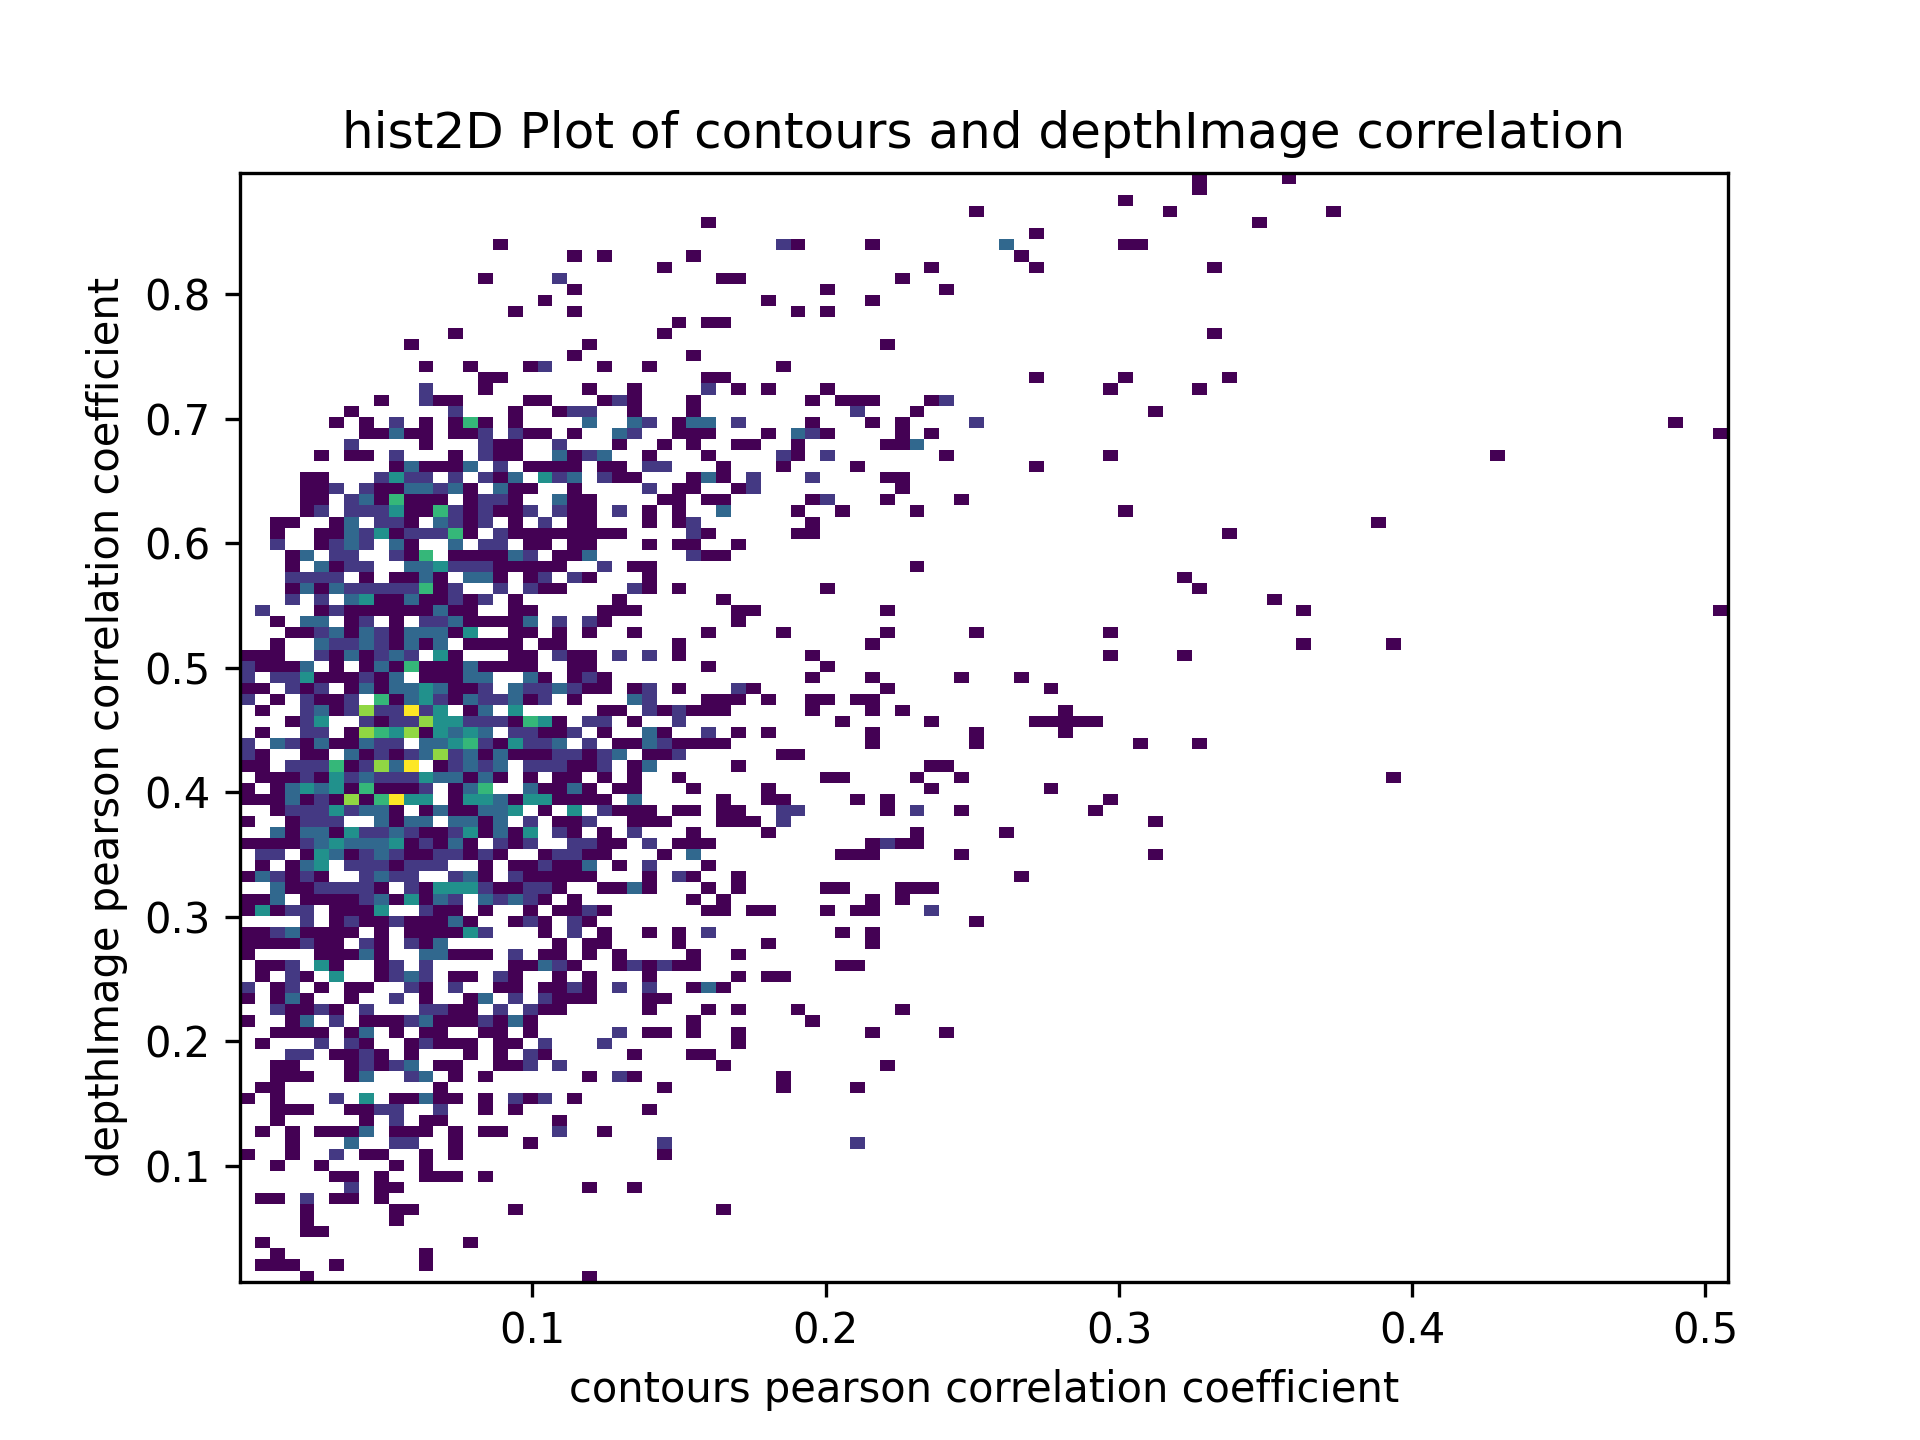 hist2D Plot of contours and depthImage correlation
depthImage pearson correlation coefficient
0.8
0.7
0.6
0.5
0.4
0.3
0.2
0.1
0.1 0.2 0.3 0.4 0.5
contours pearson correlation coefficient